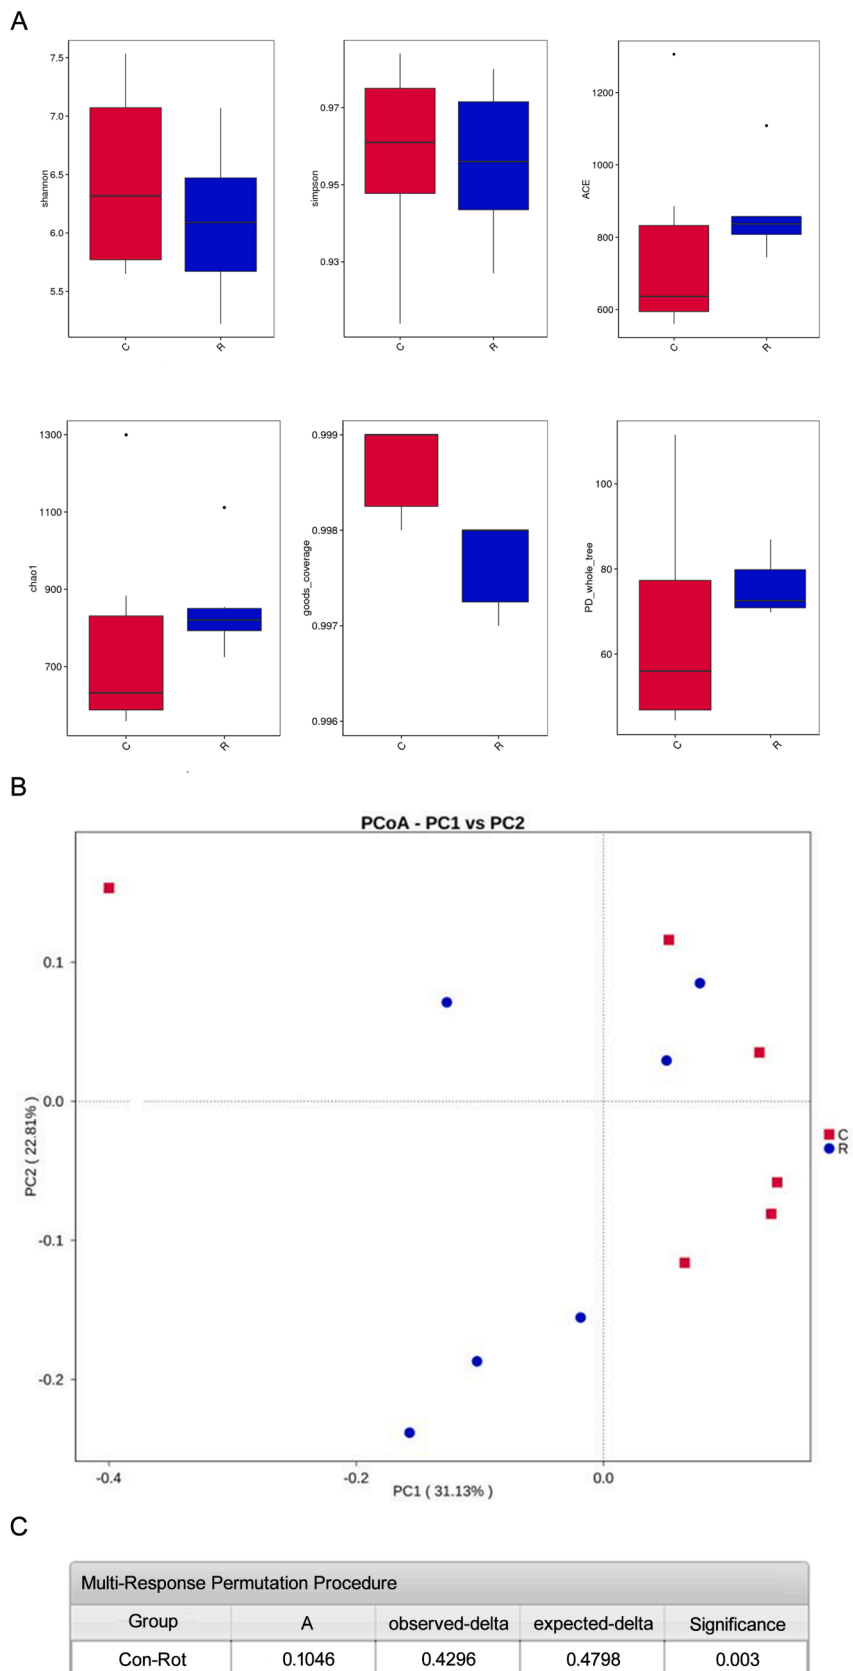 A
shannon
7.5
7.0
6.5
6.0
5.5
C
R
simpson
0.97
0.95
0.93
C
R
ACE
1200
1000
800
600
C
R
chao1
1300
1100
900
700
C
R
goods_coverage
0.999
0.998
0.997
0.996
C
R
PD_whole_tree
100
80
60
C
R
B
PCoA - PC1 vs PC2
PC2 ( 22.81% )
0.1
0.0
-0.1
-0.2
C
R
-0.4
-0.2
0.0
PC1 ( 31.13% )
C
Multi-Response Permutation Procedure
Group A observed-delta expected-delta Significance
Con-Rot 0.1046 0.4296 0.4798 0.003